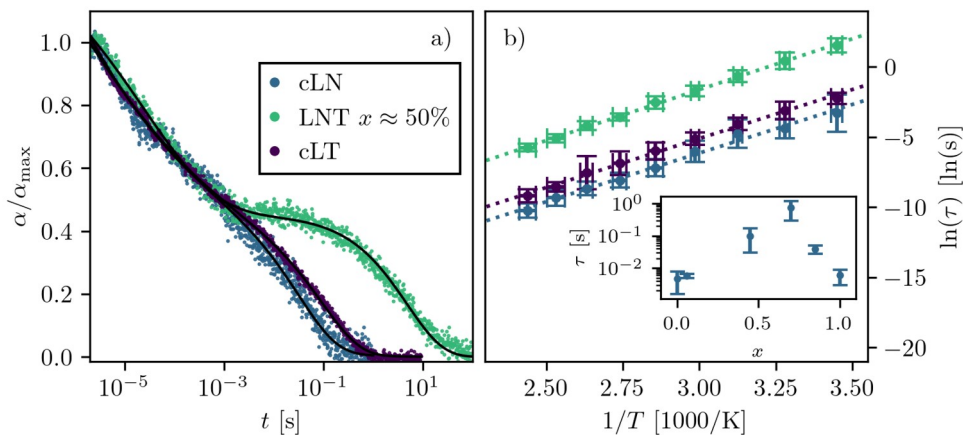 a)
1.0
0.8
0.6
0.4
0.2
0.0
α/α_max
cLN
LNT x ≈ 50%
cLT
10⁻⁵ 10⁻³ 10⁻¹ 10¹
t [s]
b)
0
−5
−10
−15
−20
ln(τ) [ln(s)]
10⁰
10⁻¹
10⁻²
τ [s]
0.0 0.5 1.0
x
2.50 2.75 3.00 3.25 3.50
1/T [1000/K]